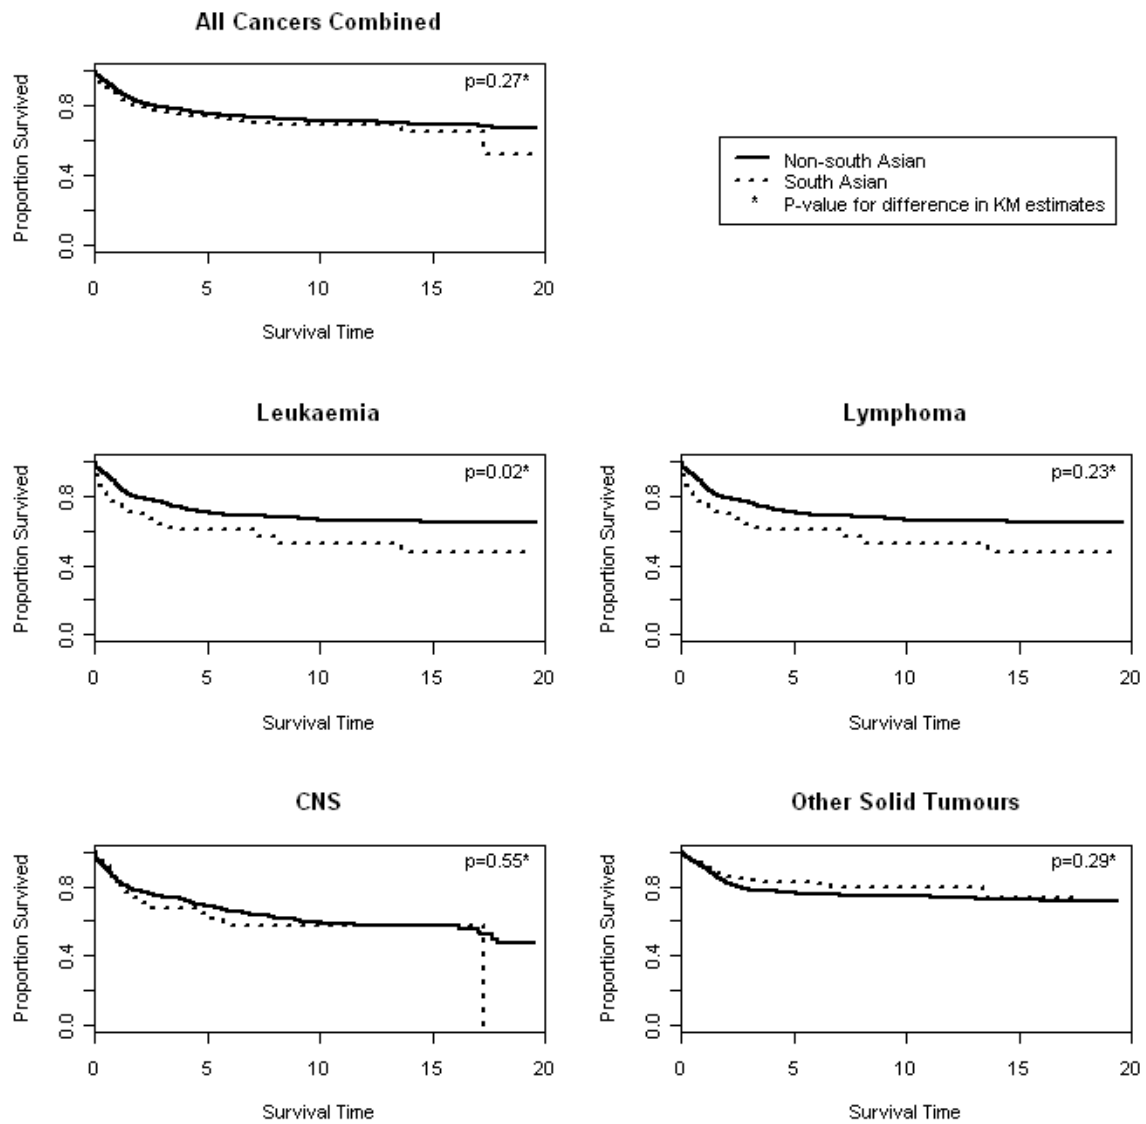 All Cancers Combined
p=0.27*
Proportion Survived
0.8
0.4
0.0
0 5 10 15 20
Survival Time
Non-south Asian
South Asian
* P-value for difference in KM estimates
Leukaemia
p=0.02*
Proportion Survived
0.8
0.4
0.0
0 5 10 15 20
Survival Time
Lymphoma
p=0.23*
Proportion Survived
0.8
0.4
0.0
0 5 10 15 20
Survival Time
CNS
p=0.55*
Proportion Survived
0.8
0.4
0.0
0 5 10 15 20
Survival Time
Other Solid Tumours
p=0.29*
Proportion Survived
0.8
0.4
0.0
0 5 10 15 20
Survival Time